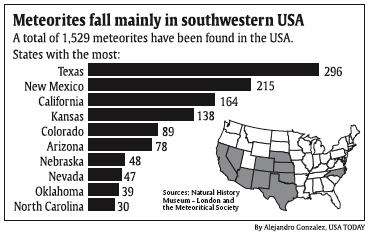 Meteorites fall mainly in southwestern USA
A total of 1,529 meteorites have been found in the USA.
States with the most:
Texas 296
New Mexico 215
California 164
Kansas 138
Colorado 89
Arizona 78
Nebraska 48
Nevada 47
Oklahoma 39
North Carolina 30
Sources: Natural History
Museum - London and
the Meteoritical Society
By Alejandro Gonzalez, USA TODAY